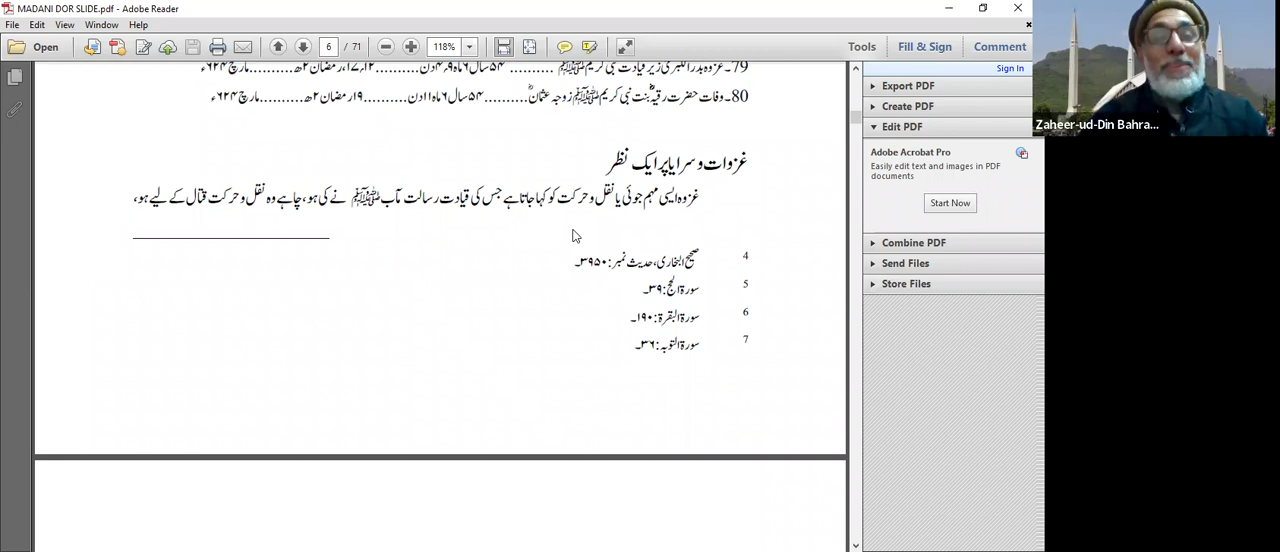 MADANI DOR SLIDE.pdf - Adobe Reader
File Edit View Window Help
Open 6 / 71 118% Tools Fill & Sign Comment
Sign In
Export PDF
Create PDF
Edit PDF
Adobe Acrobat Pro
Easily edit text and images in PDF
documents
Start Now
Combine PDF
Send Files
Store Files
Zaheer-ud-Din Bahra...
79۔غزوہ بدر الکبریٰ زیر قیادت نبی کریم ﷺ .......... ۵۴ سال ۶ ماہ ۹،۴ دن..........۱۲،۱۷ رمضان ۲ھ..........مارچ ۶۲۴ء
80۔وفات حضرت رقیہؓ بنت نبی کریم ﷺ زوجہ عثمانؓ..........۵۴ سال ۶ ماہ ۱۱ دن..........۱۹ رمضان ۲ھ..........مارچ ۶۲۴ء
غزوات و سرایا پر ایک نظر
غزوہ ایسی مہم جوئی یا نقل و حرکت کو کہا جاتا ہے جس کی قیادت رسالت مآب ﷺ نے کی ہو، چاہے وہ نقل و حرکت قتال کے لیے ہو،
4 صحیح البخاری، حدیث نمبر: ۳۹۵۰۔
5 سورۃ الحج: ۳۹۔
6 سورۃ البقرۃ: ۱۹۰۔
7 سورۃ التوبہ: ۳۶۔